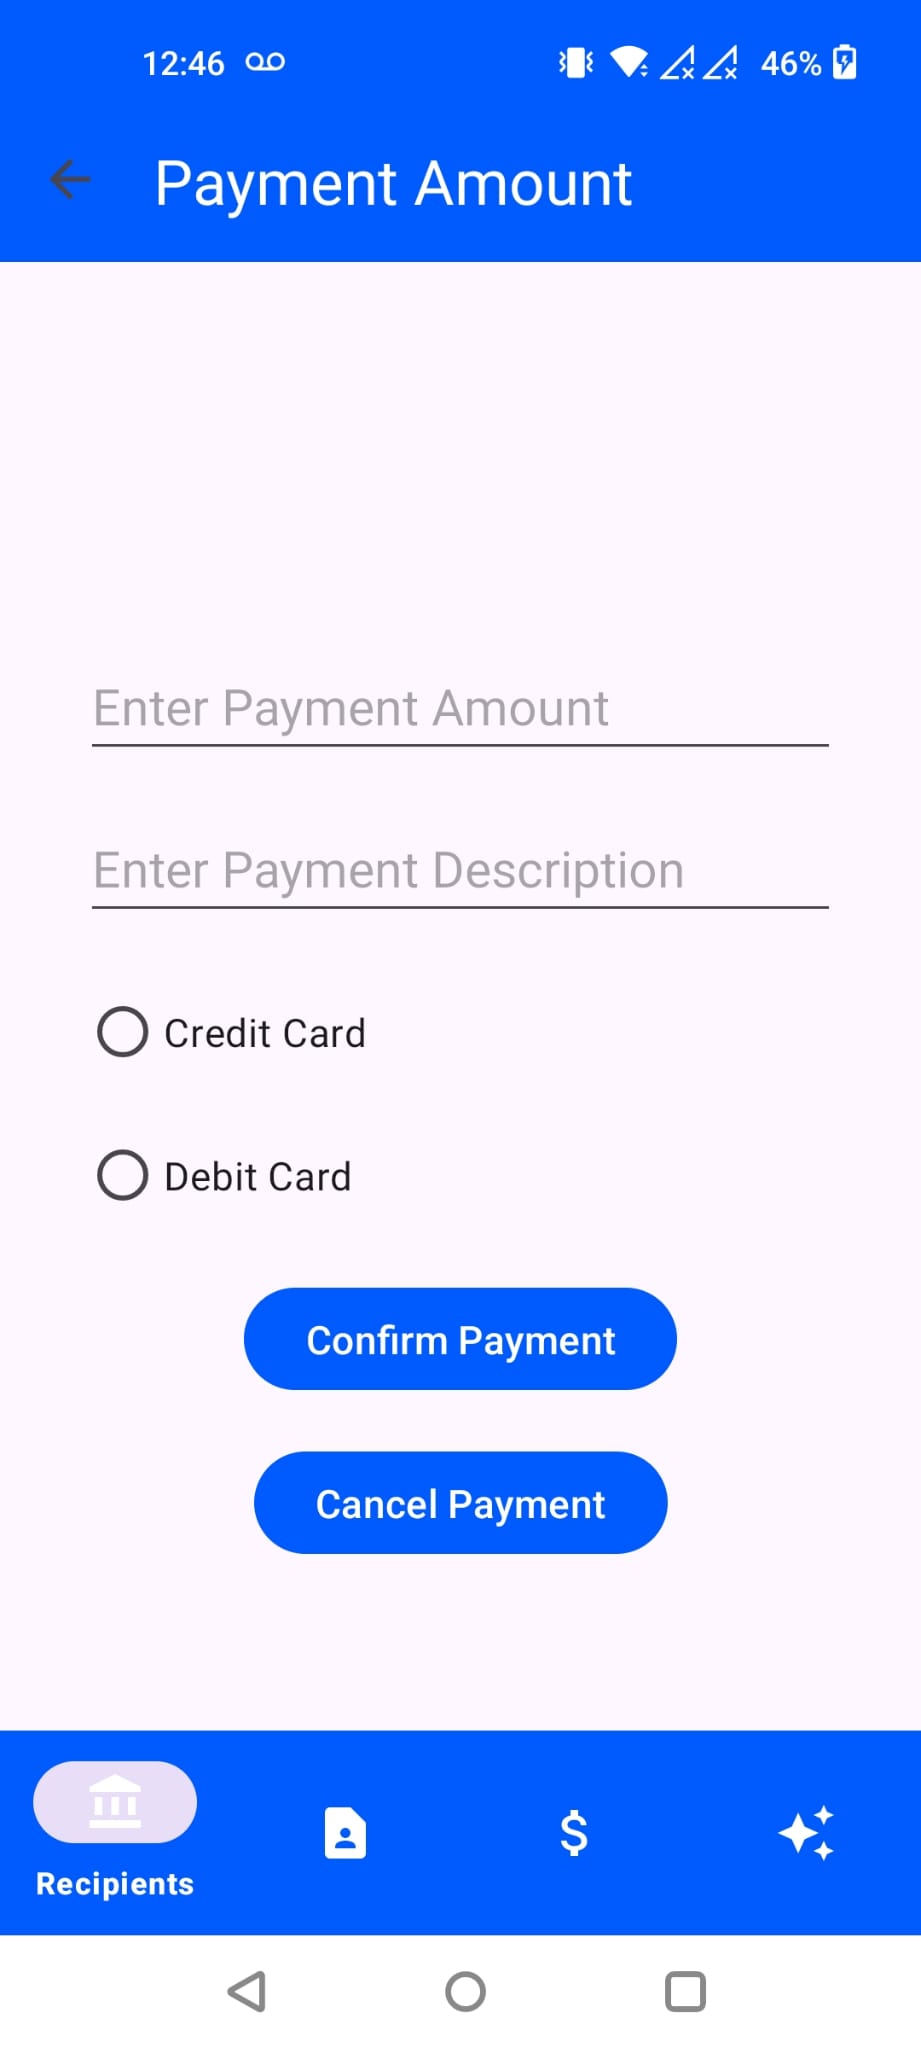 12:46
46%
Payment Amount
Enter Payment Amount
Enter Payment Description
Credit Card
Debit Card
Confirm Payment
Cancel Payment
$
Recipients